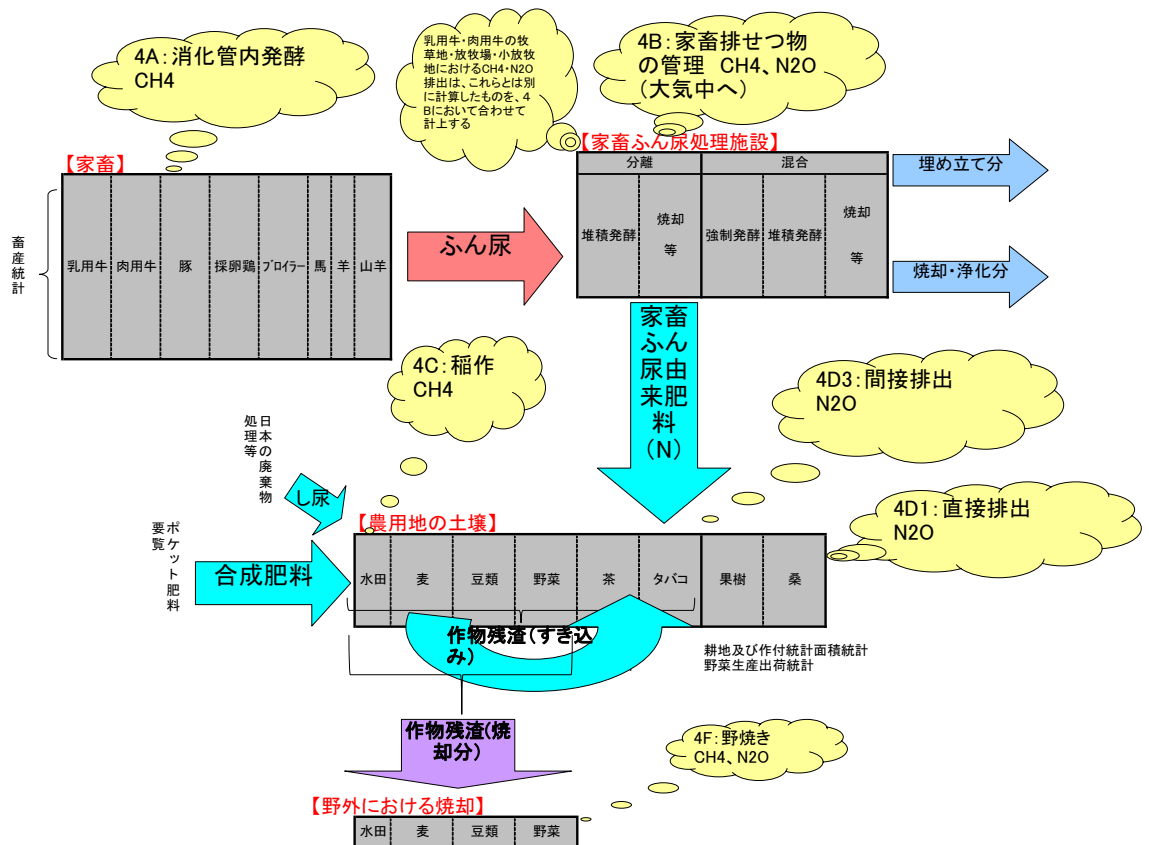 4A：消化管内発酵
CH4
乳用牛・肉用牛の牧
草地・放牧場・小放牧
地におけるCH4・N2O
排出は、これらとは別
に計算したものを、4
Bにおいて合わせて
計上する
4B：家畜排せつ物
の管理 CH4、N2O
（大気中へ）
【家畜】
畜産統計
乳用牛
肉用牛
豚
採卵鶏
ブロイラー
馬
羊
山羊
ふん尿
【家畜ふん尿処理施設】
分離
混合
堆積発酵
焼却
等
強制発酵
堆積発酵
焼却
等
埋め立て分
焼却・浄化分
家畜
ふん
尿由
来肥
料
（N）
4C：稲作
CH4
4D3：間接排出
N2O
4D1：直接排出
N2O
日本の廃棄物
処理等
し尿
ポケット肥料
要覧
合成肥料
【農用地の土壌】
水田
麦
豆類
野菜
茶
タバコ
果樹
桑
作物残渣（すき込
み）
耕地及び作付統計面積統計
野菜生産出荷統計
作物残渣(焼
却分）
4F：野焼き
CH4、N2O
【野外における焼却】
水田
麦
豆類
野菜